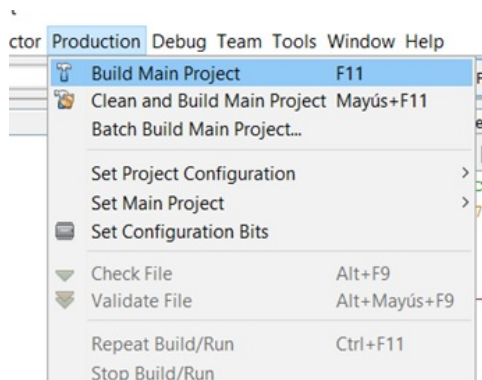 ctor Production Debug Team Tools Window Help
Build Main Project F11
Clean and Build Main Project Mayús+F11
Batch Build Main Project...
Set Project Configuration >
Set Main Project >
Set Configuration Bits
Check File Alt+F9
Validate File Alt+Mayús+F9
Repeat Build/Run Ctrl+F11
Stop Build/Run